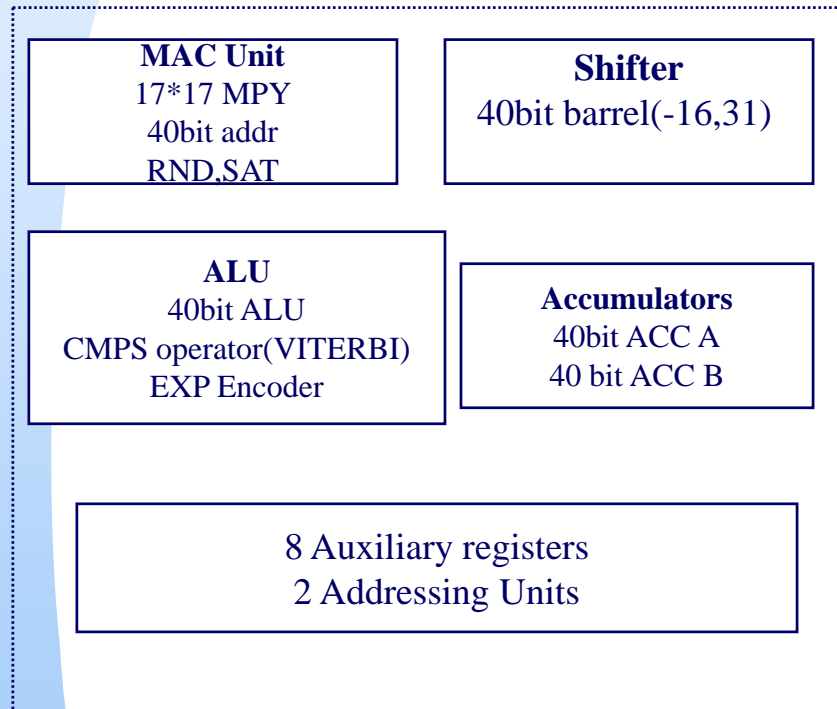 MAC Unit
17*17 MPY
40bit addr
RND,SAT
Shifter
40bit barrel(-16,31)
ALU
40bit ALU
CMPS operator(VITERBI)
EXP Encoder
Accumulators
40bit ACC A
40 bit ACC B
8 Auxiliary registers
2 Addressing Units